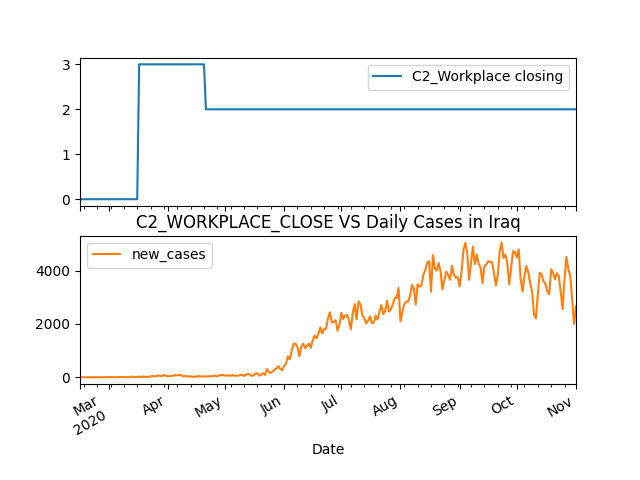 3
2
1
0
C2_Workplace closing
C2_WORKPLACE_CLOSE VS Daily Cases in Iraq
new_cases
4000
2000
0
Mar
2020
Apr
May
Jun
Jul
Aug
Sep
Oct
Nov
Date